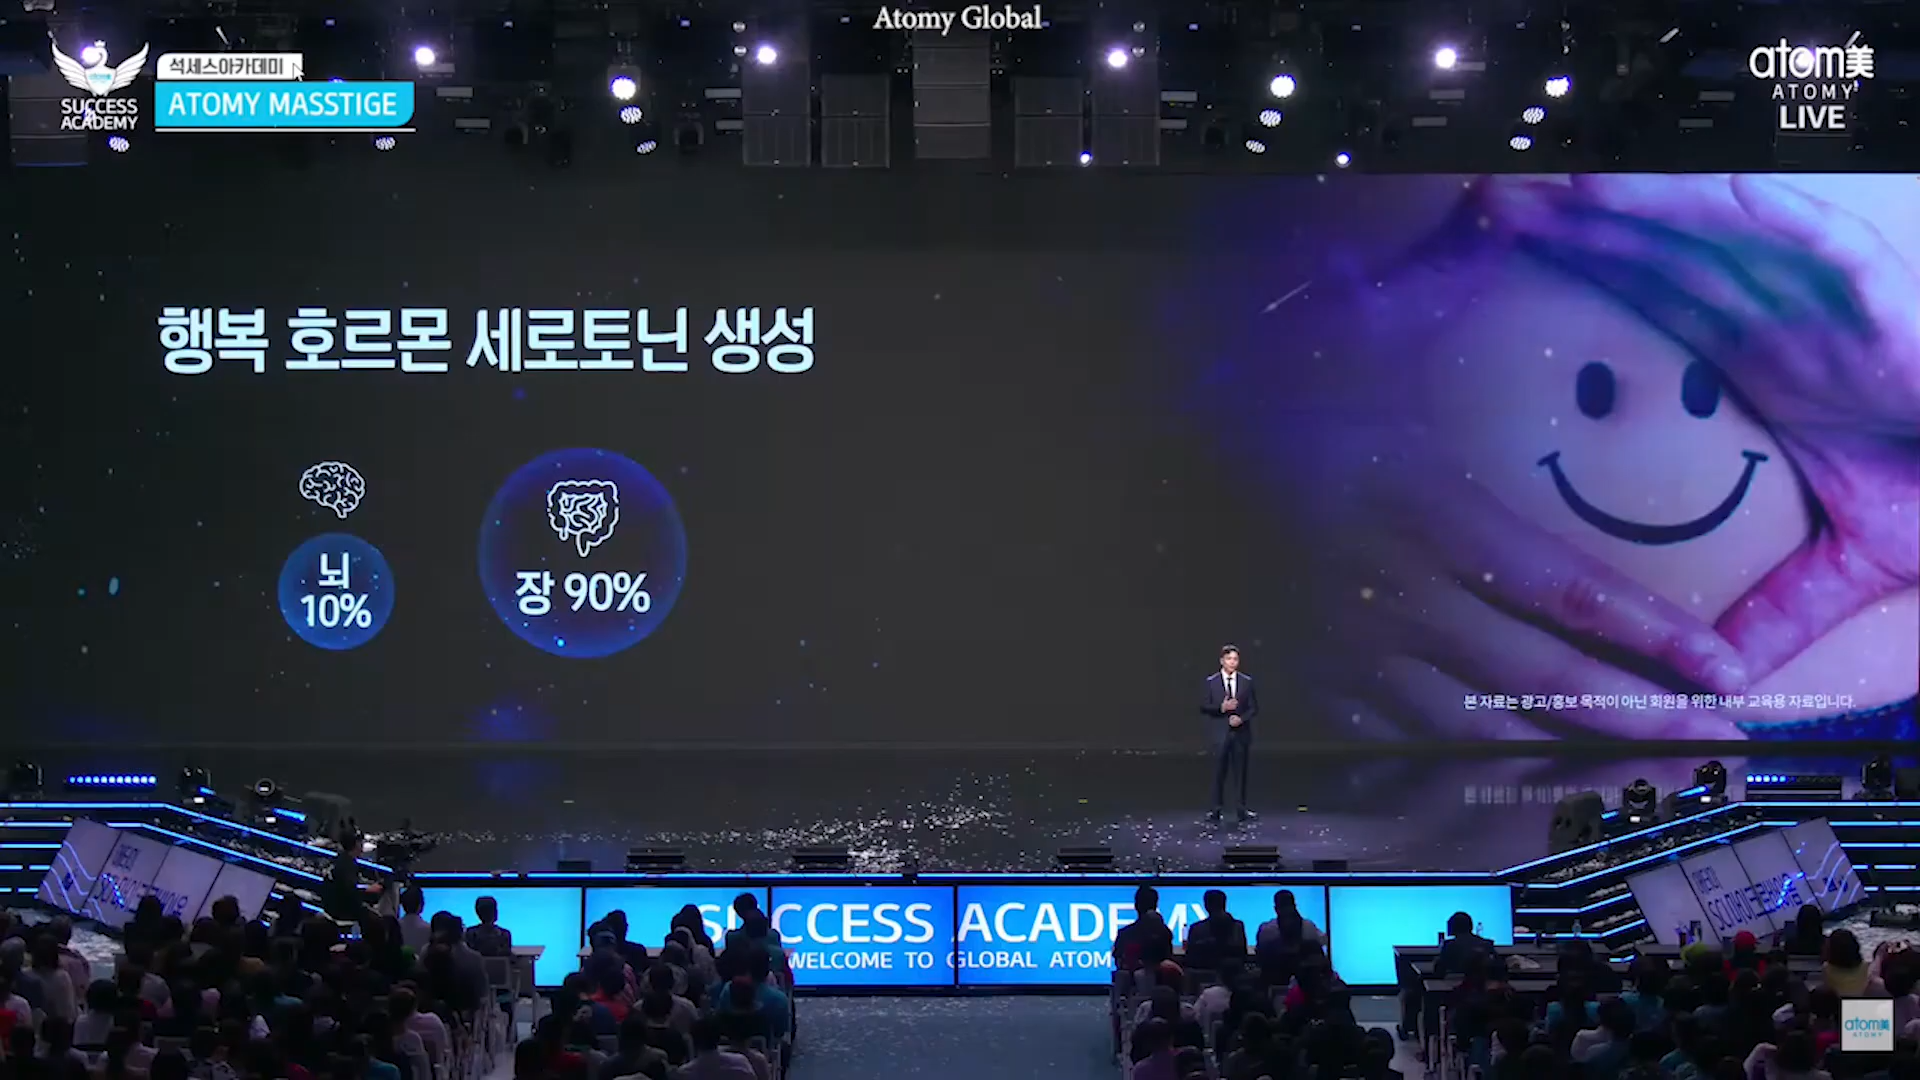 Atomy Global
SUCCESS
ACADEMY
석세스아카데미
ATOMY MASSTIGE
atom美
ATOMY
LIVE
행복 호르몬 세로토닌 생성
뇌
10%
장 90%
본 자료는 광고/홍보 목적이 아닌 회원을 위한 내부 교육용 자료입니다.
SUCCESS ACADEMY
WELCOME TO GLOBAL ATOM
atom美
ATOMY